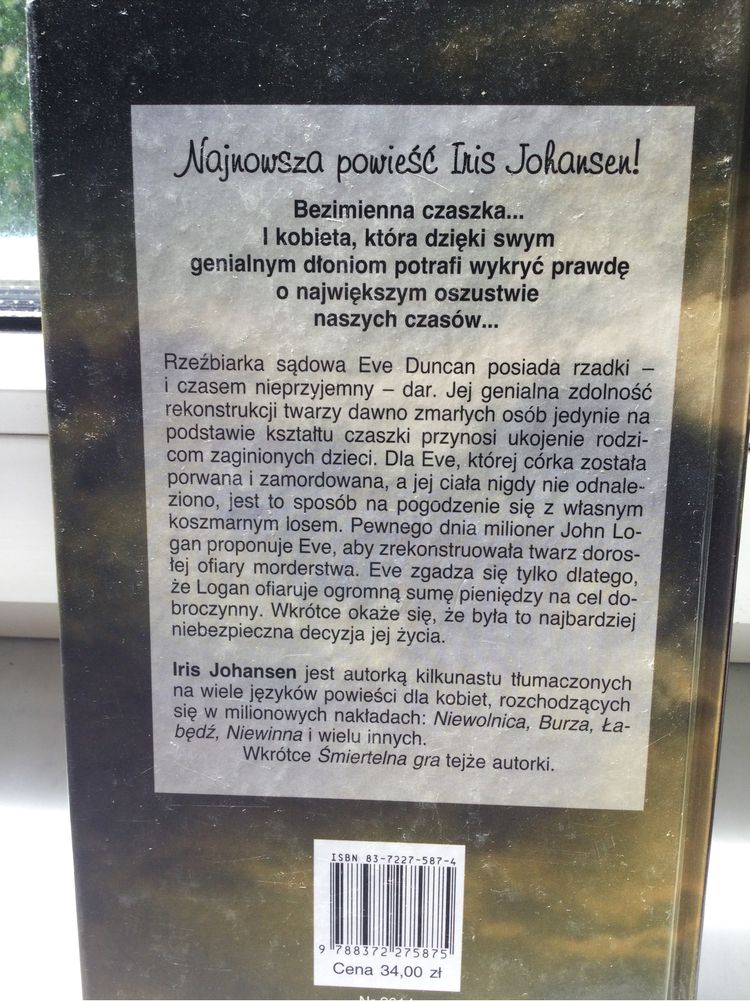 Najnowsza powieść Iris Johansen!
Bezimienna czaszka...
I kobieta, która dzięki swym
genialnym dłoniom potrafi wykryć prawdę
o największym oszustwie
naszych czasów...
Rzeźbiarka sądowa Eve Duncan posiada rzadki –
i czasem nieprzyjemny – dar. Jej genialna zdolność
rekonstrukcji twarzy dawno zmarłych osób jedynie na
podstawie kształtu czaszki przynosi ukojenie rodzi-
com zaginionych dzieci. Dla Eve, której córka została
porwana i zamordowana, a jej ciała nigdy nie odnale-
ziono, jest to sposób na pogodzenie się z własnym
koszmarnym losem. Pewnego dnia milioner John Lo-
gan proponuje Eve, aby zrekonstruowała twarz doros-
łej ofiary morderstwa. Eve zgadza się tylko dlatego,
że Logan ofiaruje ogromną sumę pieniędzy na cel do-
broczynny. Wkrótce okaże się, że była to najbardziej
niebezpieczna decyzja jej życia.
Iris Johansen jest autorką kilkunastu tłumaczonych
na wiele języków powieści dla kobiet, rozchodzących
się w milionowych nakładach: Niewolnica, Burza, Ła-
będź, Niewinna i wielu innych.
Wkrótce Śmiertelna gra tejże autorki.
ISBN 83-7227-587-4
9 788372 275875
Cena 34,00 zł